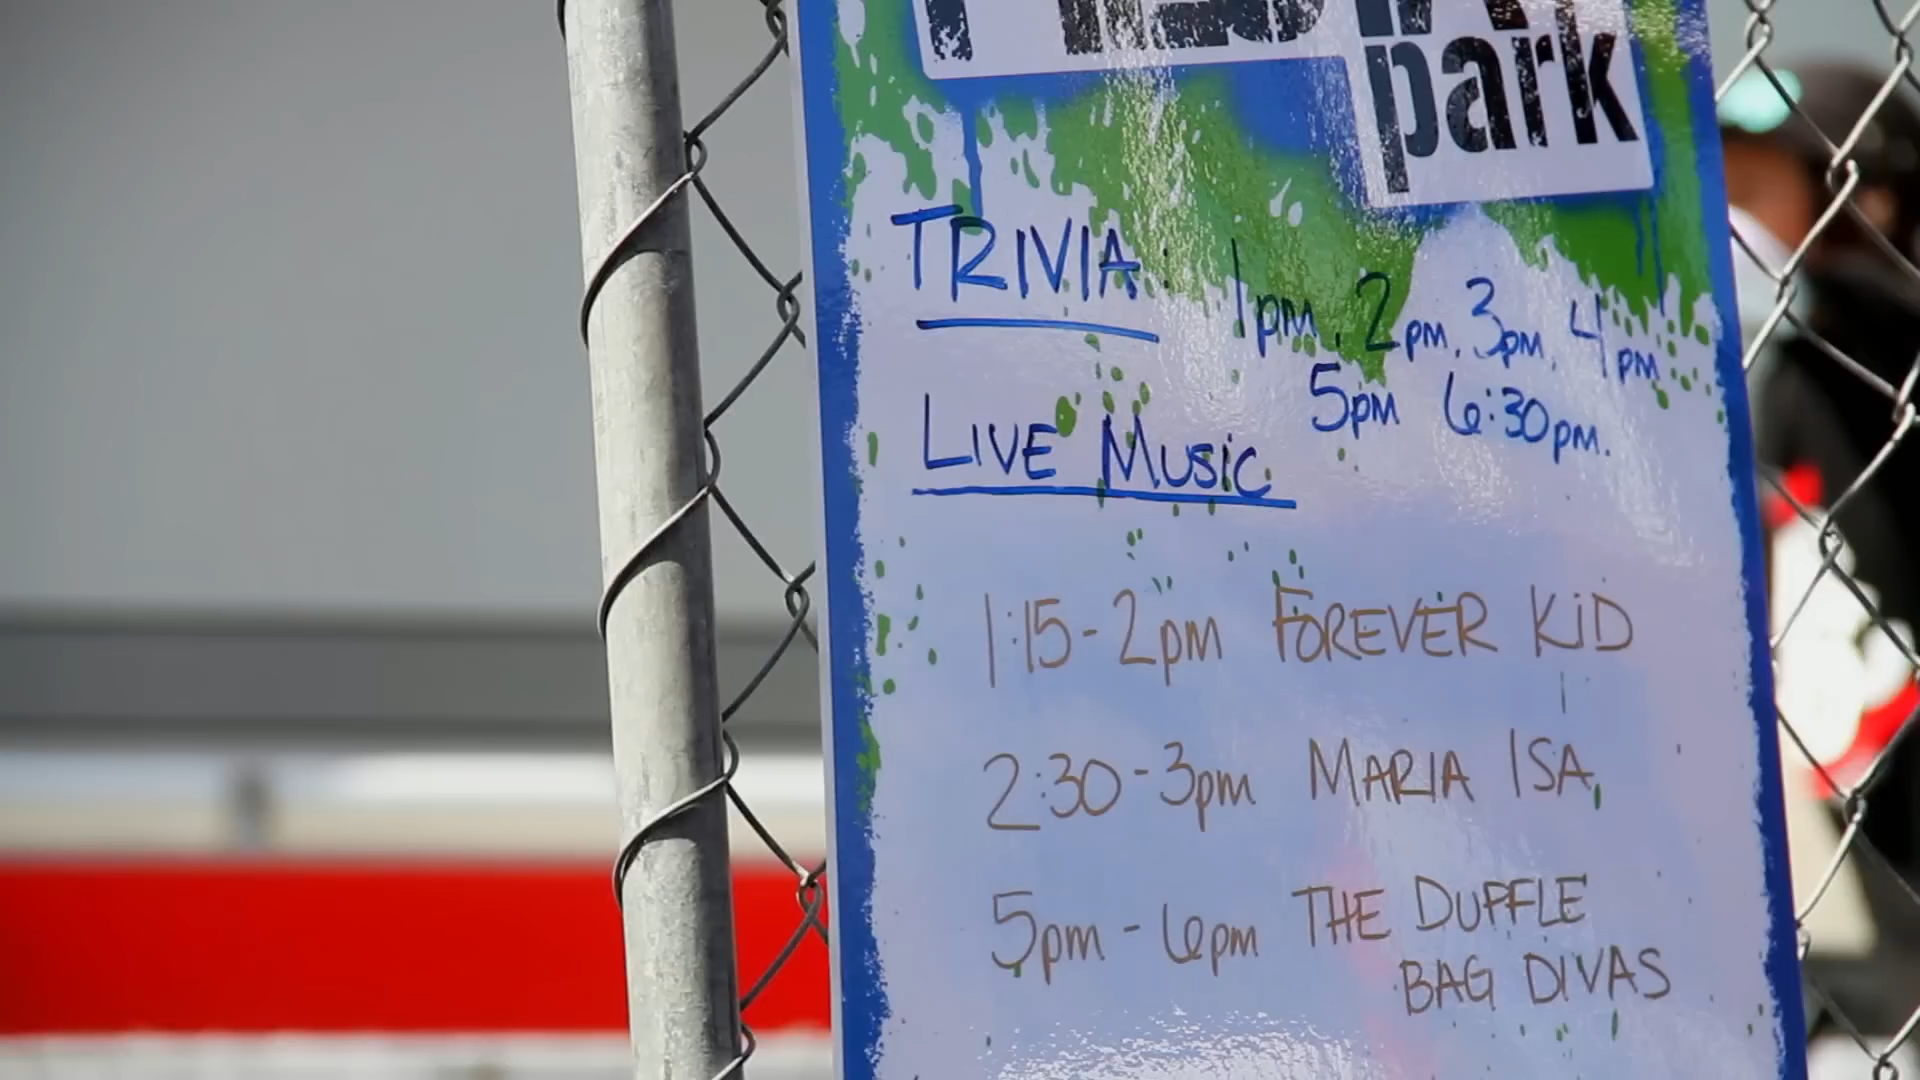 park
TRIVIA: 1pm, 2pm, 3pm, 4pm
5pm 6:30pm.
LIVE MUSiC
1:15-2pm FOREVER KiD
2:30-3pm MARIA ISA
5pm-6pm THE DUFFLE
BAG DIVAS